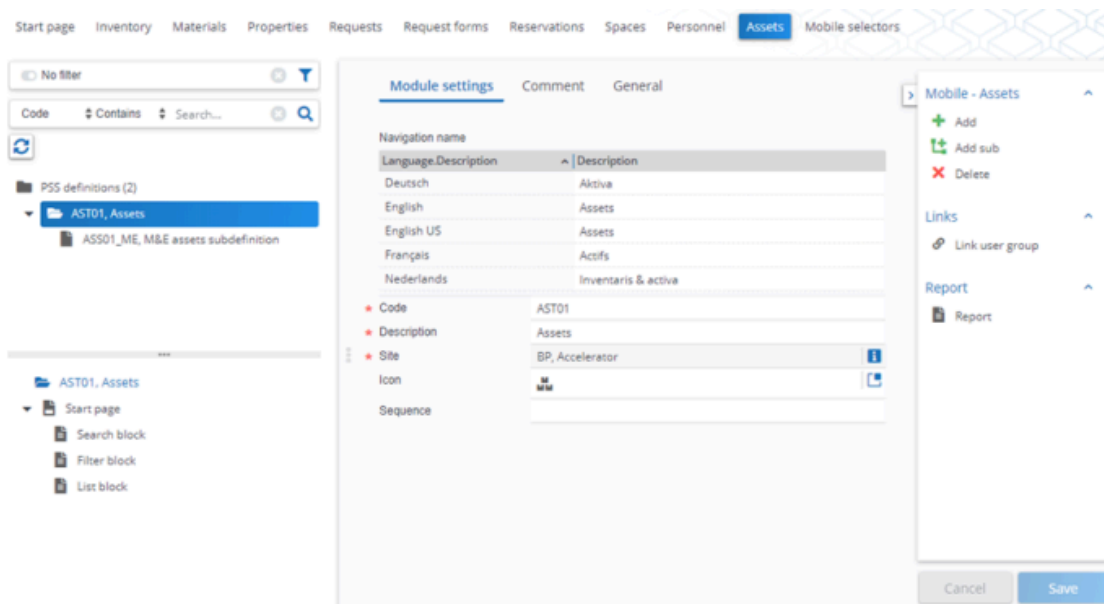 Start page Inventory Materials Properties Requests Request forms Reservations Spaces Personnel Assets Mobile selectors
No filter
Code Contains Search...
PSS definitions (2)
AST01, Assets
ASS01_ME, M&E assets subdefinition
AST01, Assets
Start page
Search block
Filter block
List block
Module settings Comment General
Navigation name
Language.Description Description
Deutsch Aktiva
English Assets
English US Assets
Français Actifs
Nederlands Inventaris & activa
* Code AST01
* Description Assets
* Site BP, Accelerator
Icon
Sequence
Mobile - Assets
Add
Add sub
Delete
Links
Link user group
Report
Report
Cancel Save